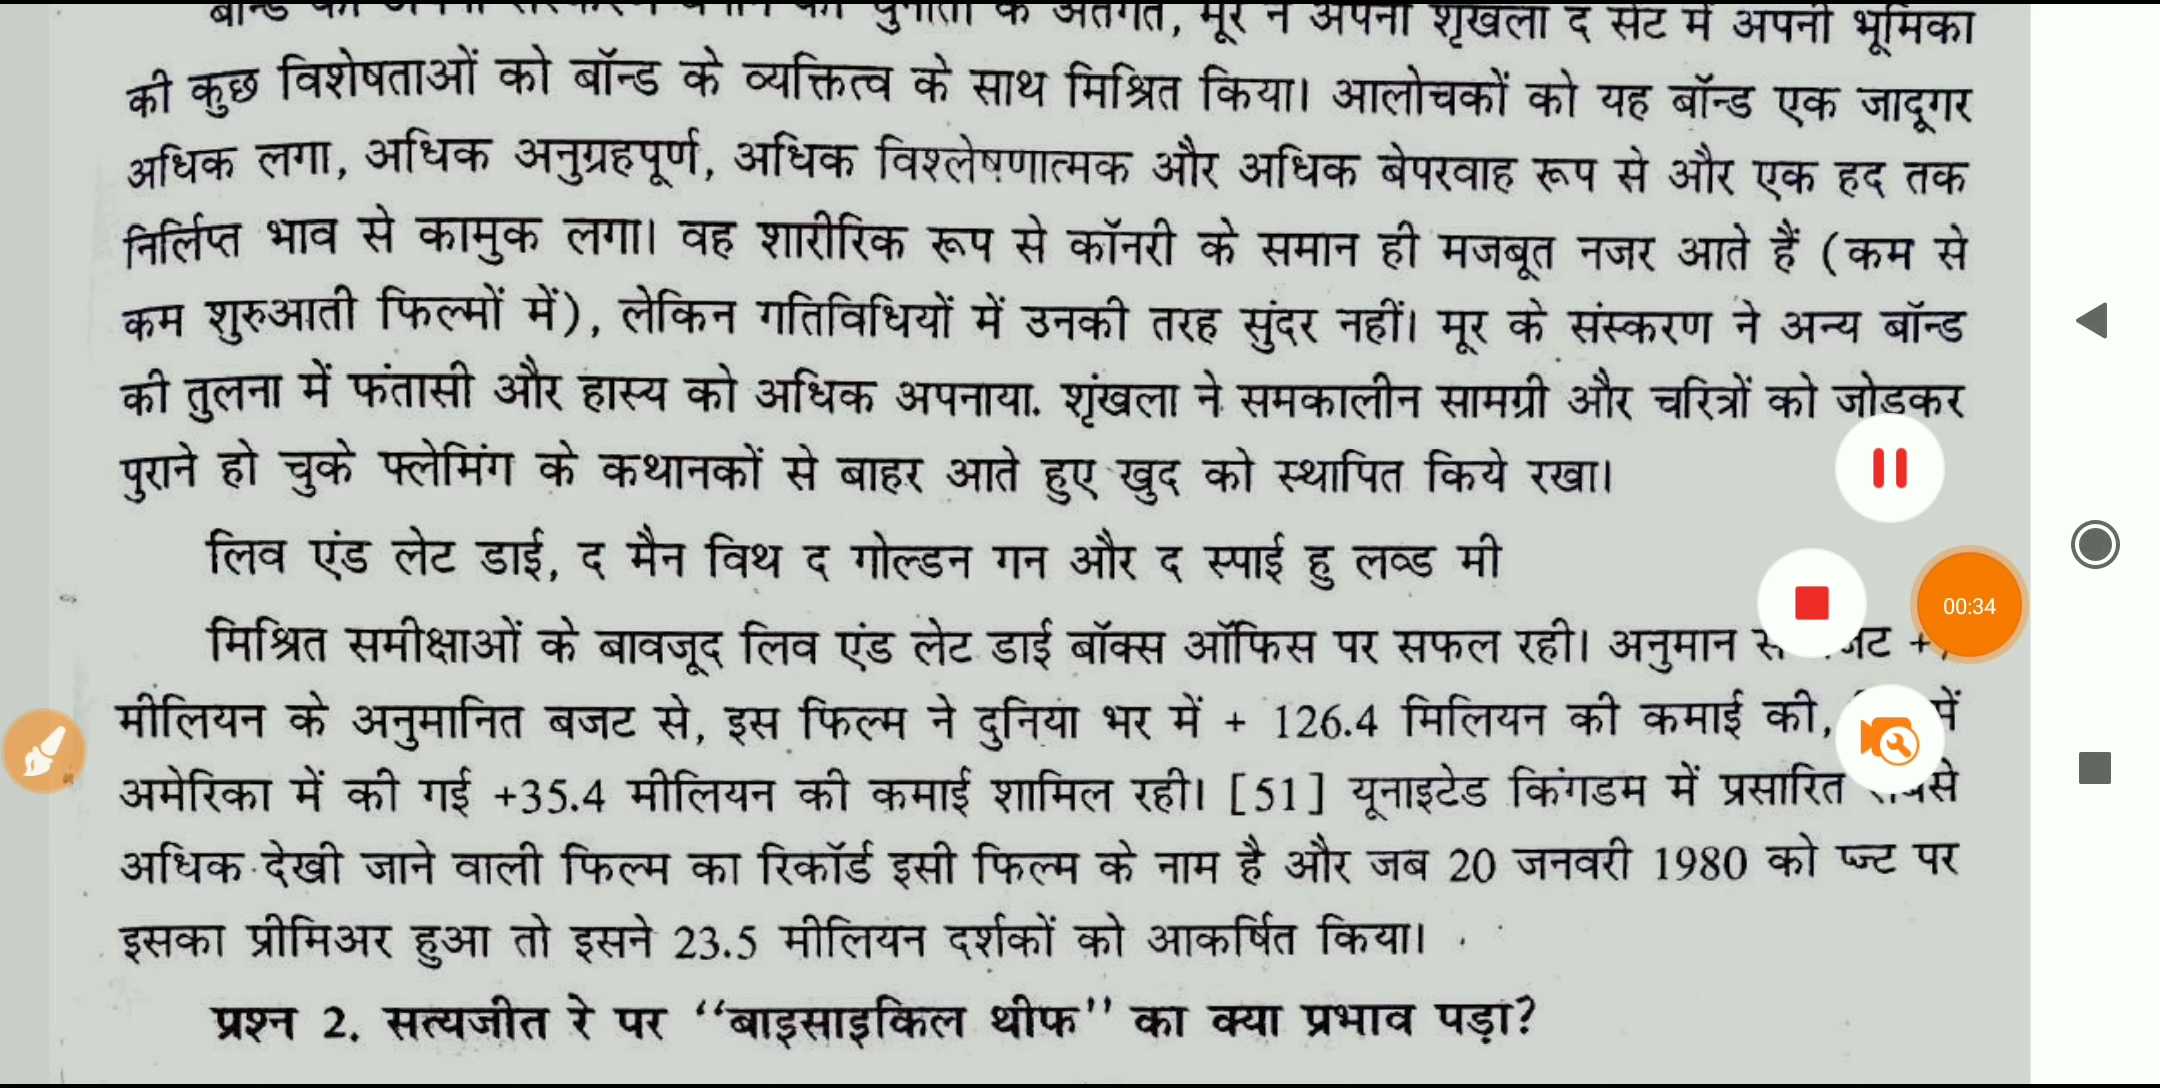 की कुछ विशेषताओं को बॉन्ड के व्यक्तित्व के साथ मिश्रित किया। आलोचकों को यह बॉन्ड एक जादूगर
अधिक लगा, अधिक अनुग्रहपूर्ण, अधिक विश्लेषणात्मक और अधिक बेपरवाह रूप से और एक हद तक
निर्लिप्त भाव से कामुक लगा। वह शारीरिक रूप से कॉनरी के समान ही मजबूत नजर आते हैं (कम से
कम शुरुआती फिल्मों में), लेकिन गतिविधियों में उनकी तरह सुंदर नहीं। मूर के संस्करण ने अन्य बॉन्ड
की तुलना में फंतासी और हास्य को अधिक अपनाया. शृंखला ने समकालीन सामग्री और चरित्रों को जोडकर
पुराने हो चुके फ्लेमिंग के कथानकों से बाहर आते हुए खुद को स्थापित किये रखा।
लिव एंड लेट डाई, द मैन विथ द गोल्डन गन और द स्पाई हु लव्ड मी
00:34
मिश्रित समीक्षाओं के बावजूद लिव एंड लेट डाई बॉक्स ऑफिस पर सफल रही। अनुमान
मीलियन के अनुमानित बजट से, इस फिल्म ने दुनिया भर में + 126.4 मिलियन की कमाई की,
अमेरिका में की गई +35.4 मीलियन की कमाई शामिल रही। [51] यूनाइटेड किंगडम में प्रसारित
अधिक देखी जाने वाली फिल्म का रिकॉर्ड इसी फिल्म के नाम है और जब 20 जनवरी 1980 को प्ज्ट पर
इसका प्रीमिअर हुआ तो इसने 23.5 मीलियन दर्शकों को आकर्षित किया।
प्रश्न 2. सत्यजीत रे पर “बाइसाइकिल थीफ” का क्या प्रभाव पड़ा?